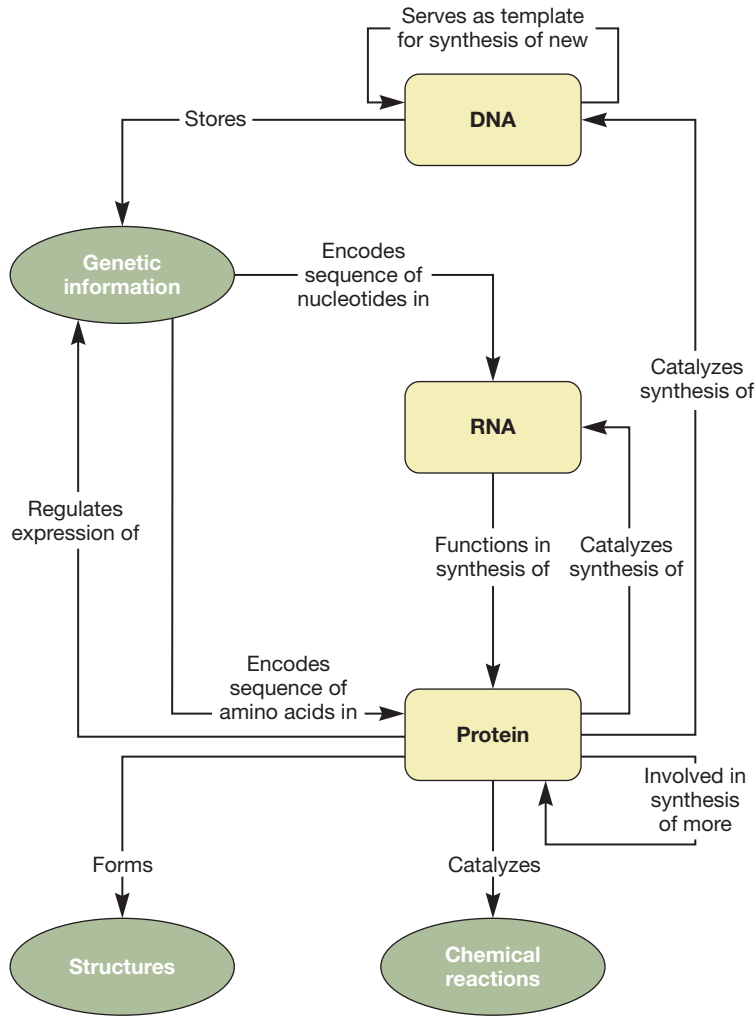 Serves as template
for synthesis of new
DNA
Stores
Genetic
information
Encodes
sequence of
nucleotides in
Catalyzes
synthesis of
RNA
Regulates
expression of
Functions in
synthesis of
Catalyzes
synthesis of
Encodes
sequence of
amino acids in
Protein
Involved in
synthesis
of more
Forms
Catalyzes
Structures
Chemical
reactions